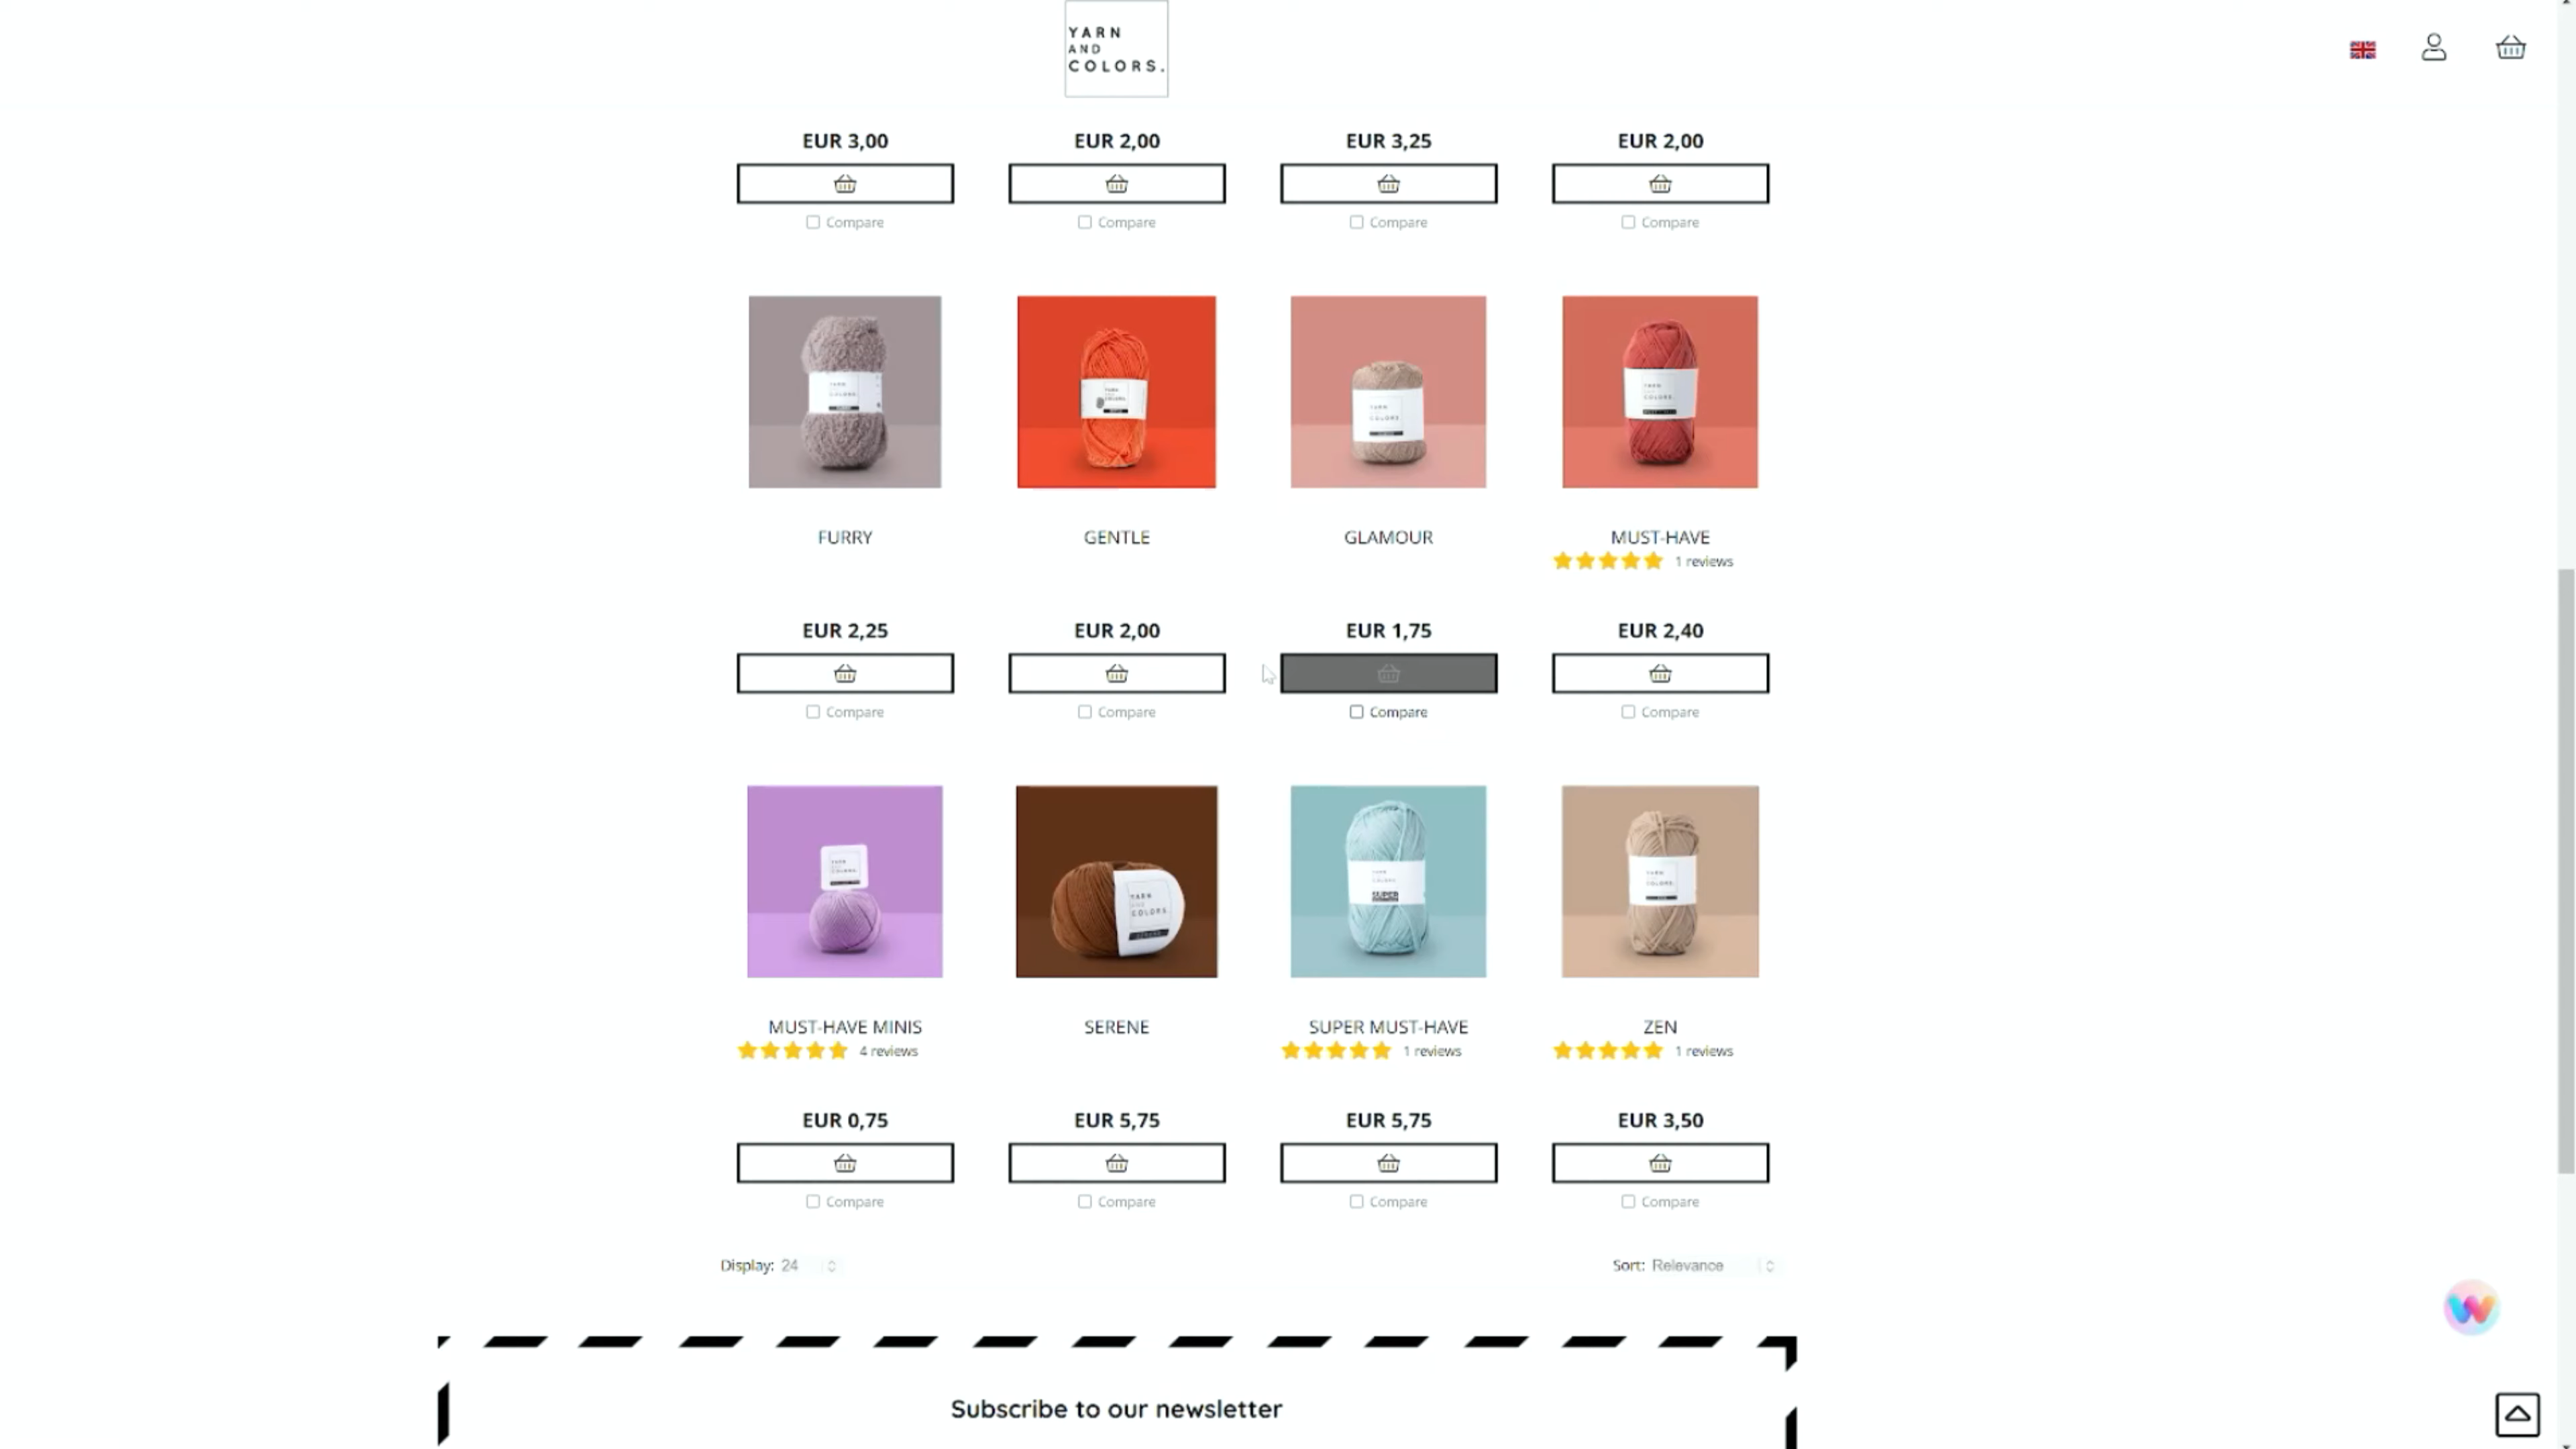 YARN
AND
COLORS.
EUR 3,00 EUR 2,00 EUR 3,25 EUR 2,00
Compare Compare Compare Compare
FURRY GENTLE GLAMOUR MUST-HAVE
1 reviews
EUR 2,25 EUR 2,00 EUR 1,75 EUR 2,40
Compare Compare Compare Compare
SUPER
MUST-HAVE MINIS SERENE SUPER MUST-HAVE ZEN
4 reviews 1 reviews 1 reviews
EUR 0,75 EUR 5,75 EUR 5,75 EUR 3,50
Compare Compare Compare Compare
Display: 24 Sort: Relevance
Subscribe to our newsletter